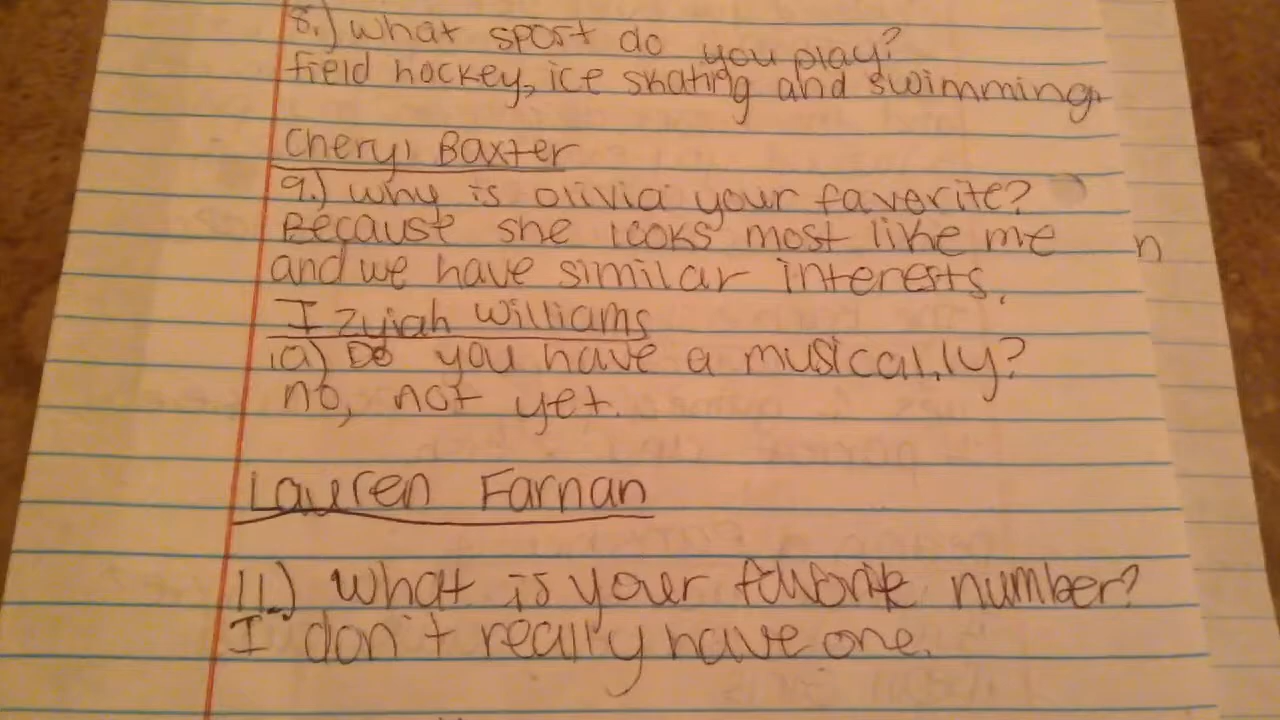 8.) What sport do you play?
field hockey, ice skating and swimming.
Cheryl Baxter
9.) why is olivia your favorite?
Because she looks most like me
and we have similar interests.
Izyiah Williams
10) Do you have a musical.ly?
no, not yet.
Lauren Farnan
11.) What is your favorite number?
I don't really have one.
n